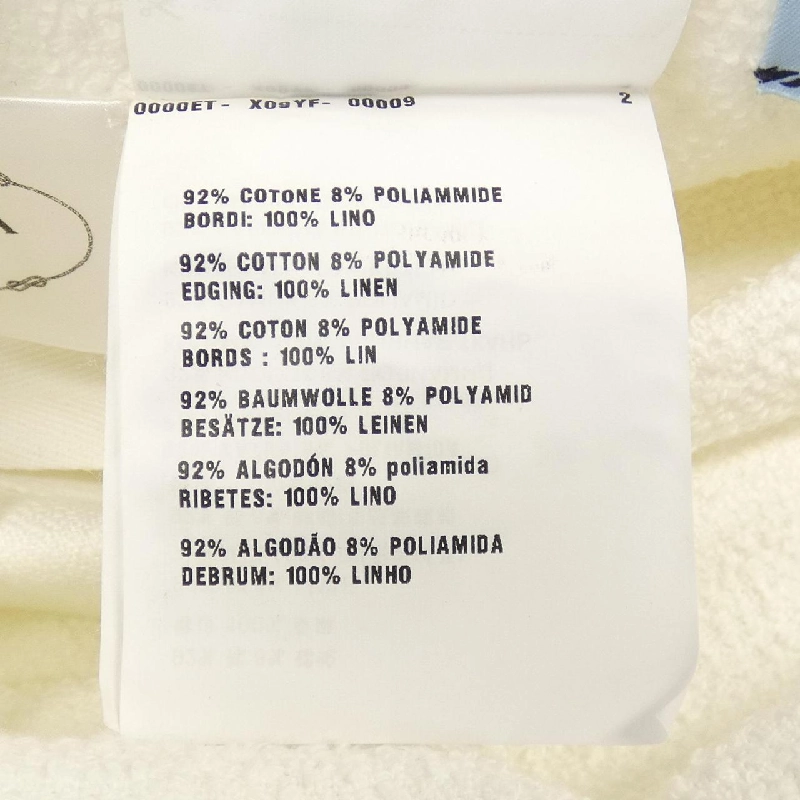 0000ET- X09YF- 00009 2
92% COTONE 8% POLIAMMIDE
BORDI: 100% LINO
92% COTTON 8% POLYAMIDE
EDGING: 100% LINEN
92% COTON 8% POLYAMIDE
BORDS : 100% LIN
92% BAUMWOLLE 8% POLYAMID
BESÄTZE: 100% LEINEN
92% ALGODÓN 8% poliamida
RIBETES: 100% LINO
92% ALGODÃO 8% POLIAMIDA
DEBRUM: 100% LINHO